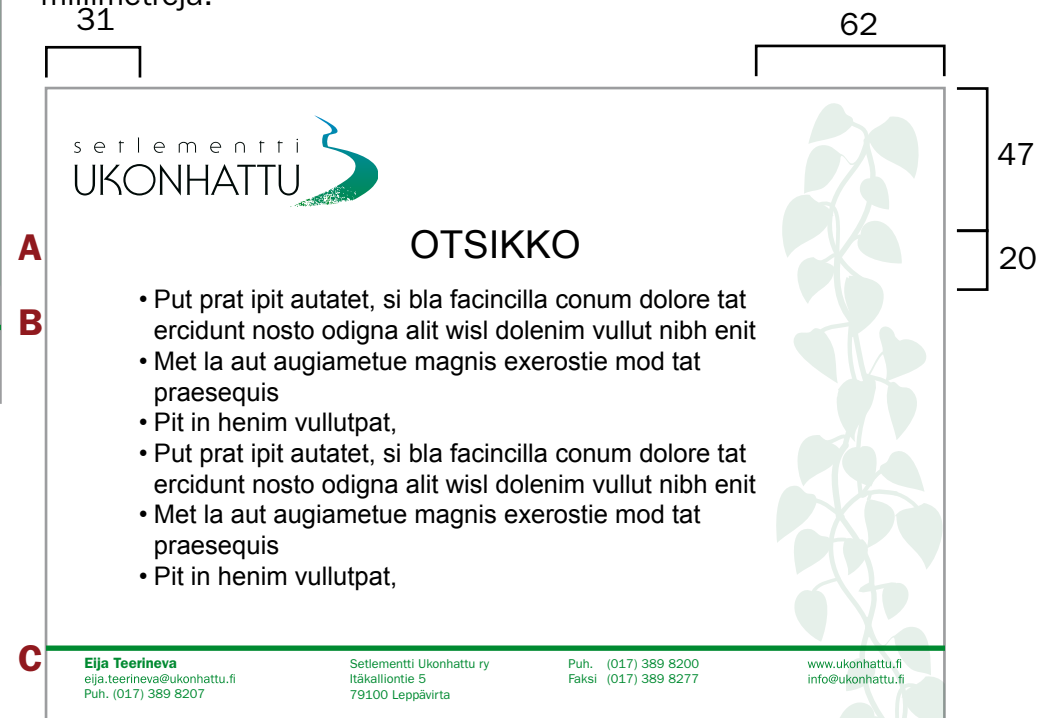 millimetrejä.
31
62
47
20
setlementti
UKONHATTU
A
OTSIKKO
B
• Put prat ipit autatet, si bla facincilla conum dolore tat
ercidunt nosto odigna alit wisl dolenim vullut nibh enit
• Met la aut augiametue magnis exerostie mod tat
praesequis
• Pit in henim vullutpat,
• Put prat ipit autatet, si bla facincilla conum dolore tat
ercidunt nosto odigna alit wisl dolenim vullut nibh enit
• Met la aut augiametue magnis exerostie mod tat
praesequis
• Pit in henim vullutpat,
C
Eija Teerineva
eija.teerineva@ukonhattu.fi
Puh. (017) 389 8207
Setlementti Ukonhattu ry
Itäkalliontie 5
79100 Leppävirta
Puh. (017) 389 8200
Faksi (017) 389 8277
www.ukonhattu.fi
info@ukonhattu.fi